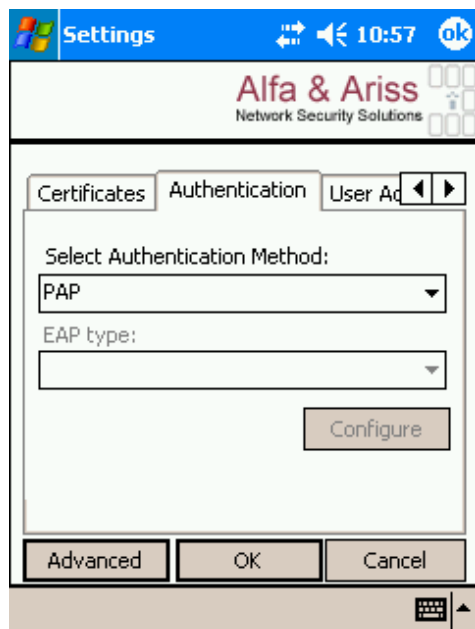 Settings 10:57 ok
Alfa & Ariss
Network Security Solutions
Certificates Authentication User Ac
Select Authentication Method:
PAP
EAP type:
Configure
Advanced OK Cancel